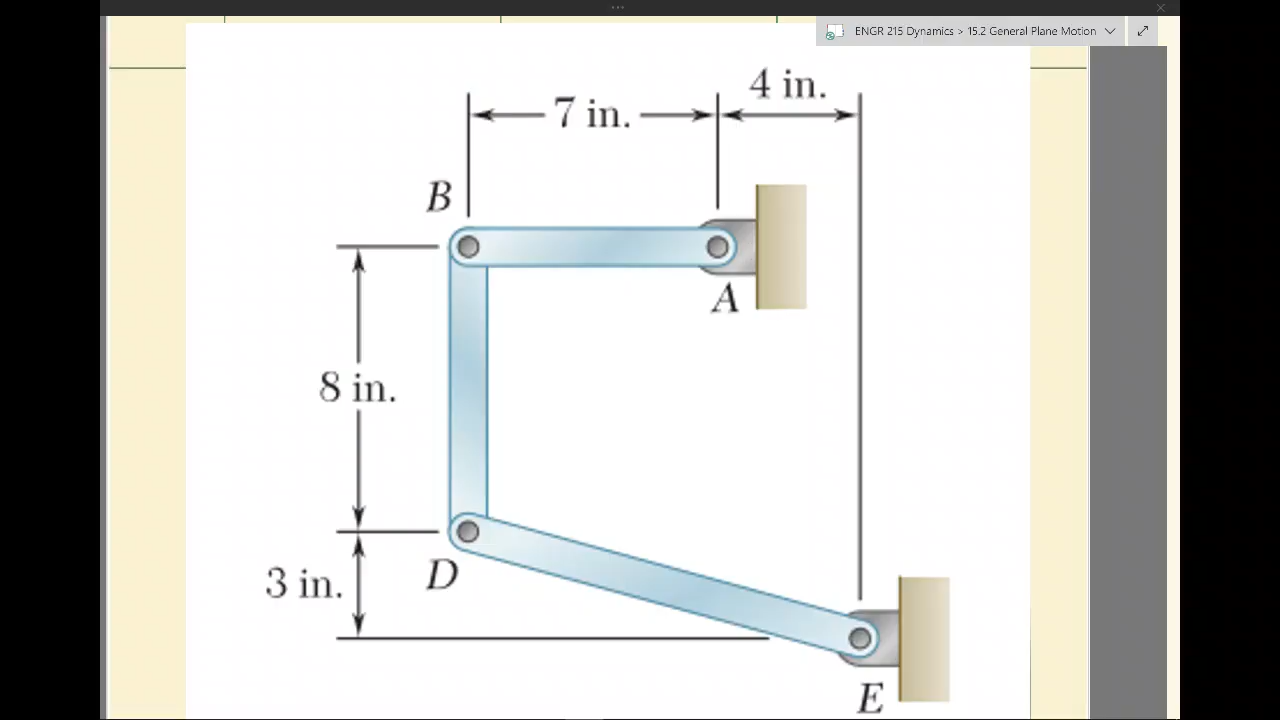 ENGR 215 Dynamics > 15.2 General Plane Motion
4 in.
7 in.
B
A
8 in.
D
3 in.
E